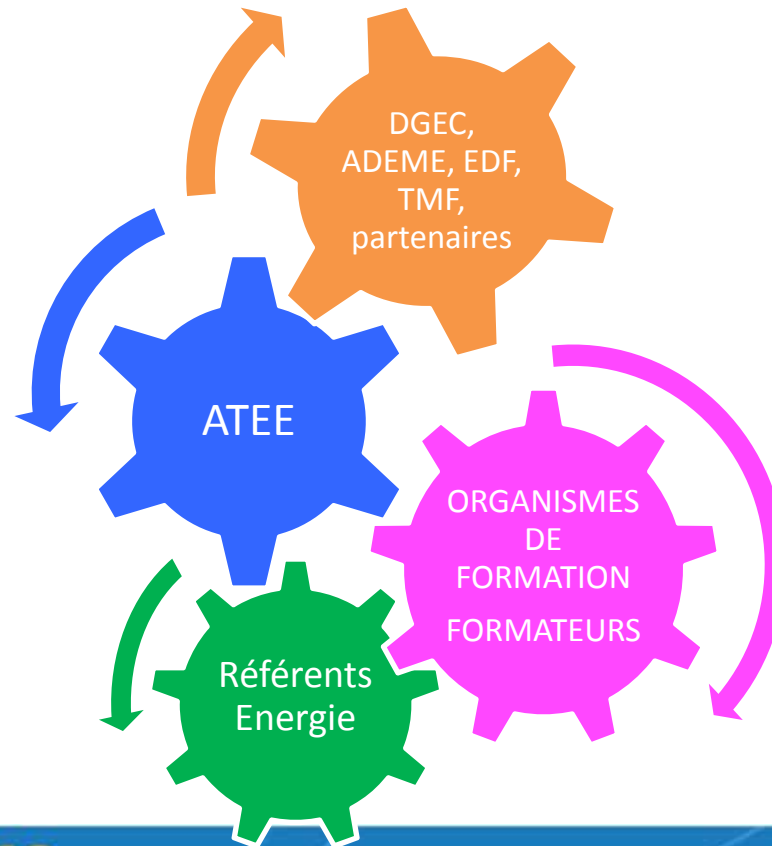 DGEC,
ADEME, EDF,
TMF,
partenaires
ATEE
ORGANISMES
DE
FORMATION
FORMATEURS
Référents
Energie